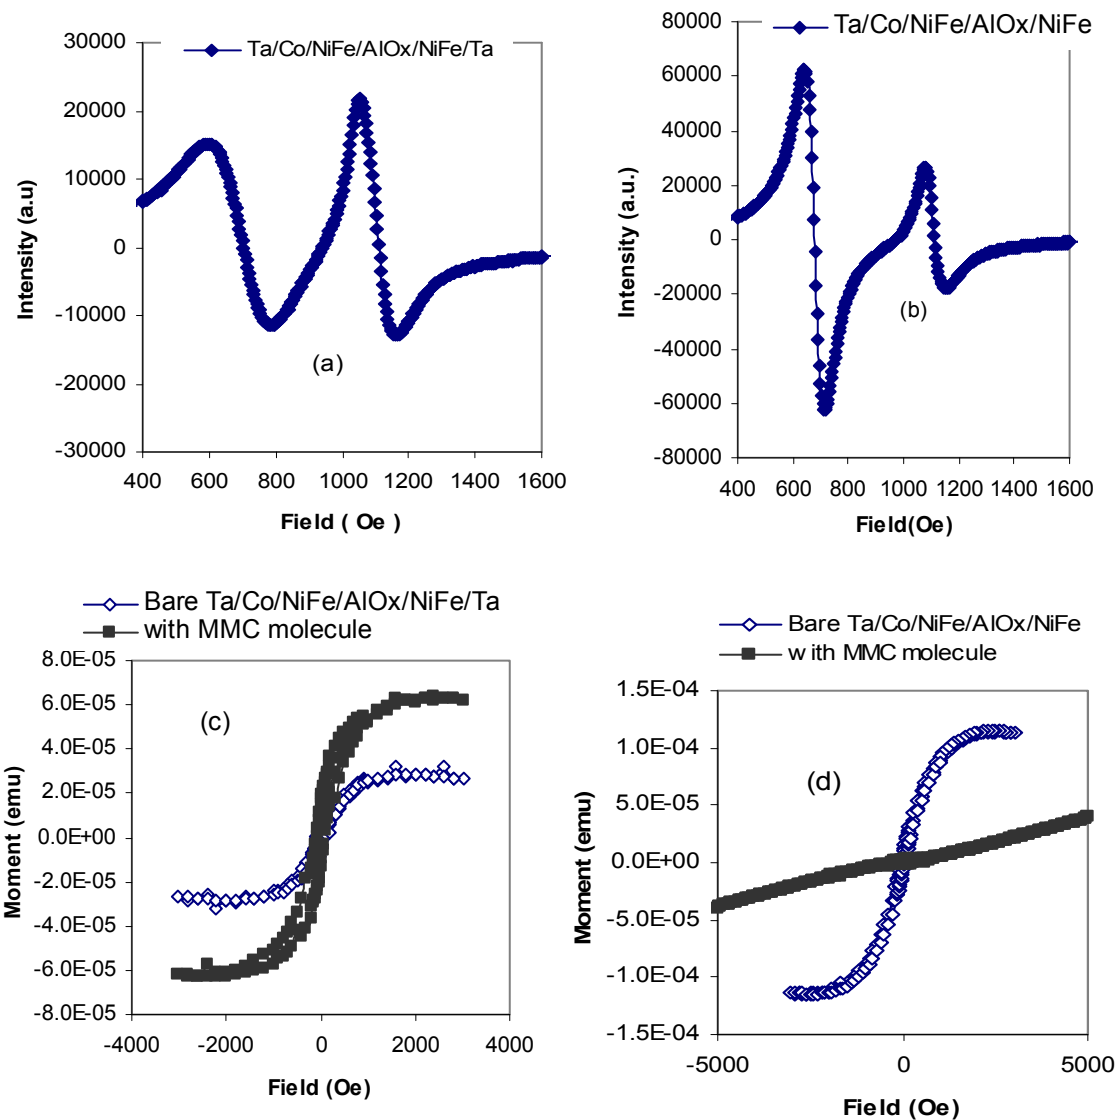 Ta/Co/NiFe/AlOx/NiFe/Ta
30000
20000
10000
0
-10000
-20000
-30000
Intensity (a.u)
(a)
400 600 800 1000 1200 1400 1600
Field ( Oe )
Ta/Co/NiFe/AlOx/NiFe
80000
60000
40000
20000
0
-20000
-40000
-60000
-80000
Intensity (a.u.)
(b)
400 600 800 1000 1200 1400 1600
Field(Oe)
Bare Ta/Co/NiFe/AlOx/NiFe/Ta
with MMC molecule
8.0E-05
6.0E-05
4.0E-05
2.0E-05
0.0E+00
-2.0E-05
-4.0E-05
-6.0E-05
-8.0E-05
Moment (emu)
(c)
-4000 -2000 0 2000 4000
Field (Oe)
Bare Ta/Co/NiFe/AlOx/NiFe
with MMC molecule
1.5E-04
1.0E-04
5.0E-05
0.0E+00
-5.0E-05
-1.0E-04
-1.5E-04
Moment (emu)
(d)
-5000 0 5000
Field (Oe)